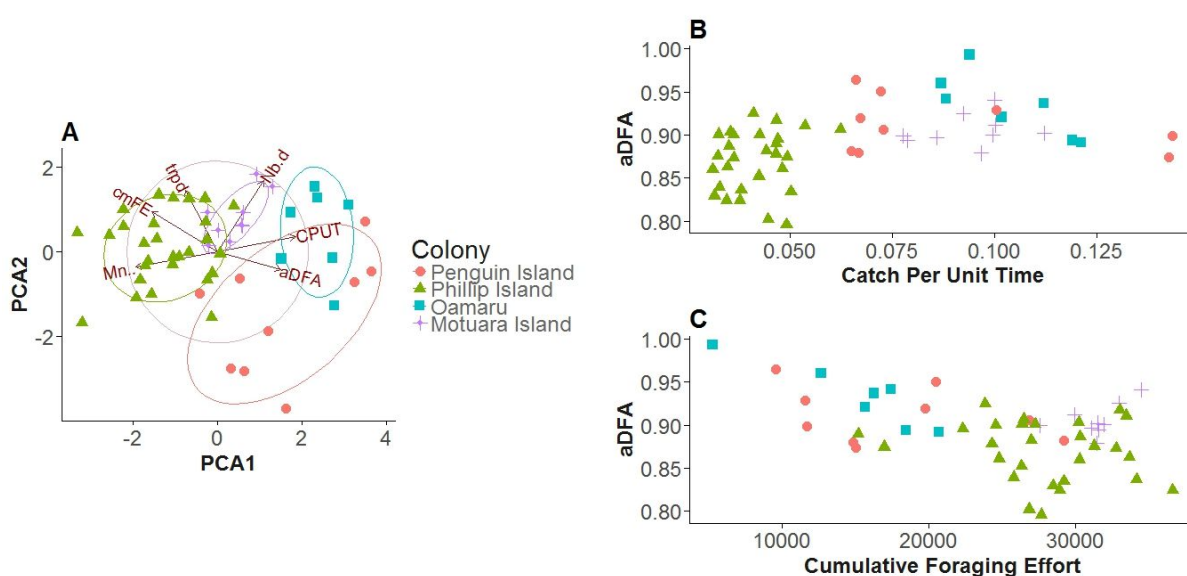 A
2
0
-2
PCA2
-2
0
2
4
PCA1
cmFE
trpd
Nb.d
CPUT
aDFA
Mn..
Colony
Penguin Island
Phillip Island
Oamaru
Motuara Island
B
1.00
0.95
0.90
0.85
0.80
aDFA
0.050
0.075
0.100
0.125
Catch Per Unit Time
C
1.00
0.95
0.90
0.85
0.80
aDFA
10000
20000
30000
Cumulative Foraging Effort